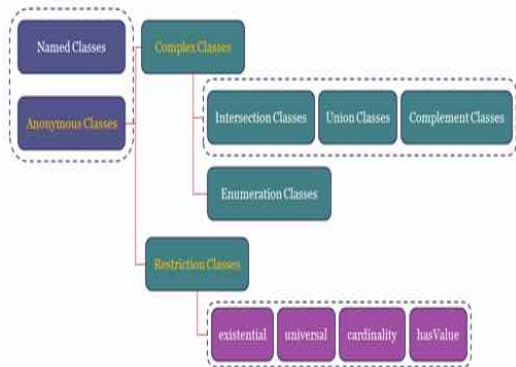 Named Classes
Complex Classes
Anonymous Classes
Intersection Classes
Union Classes
Complement Classes
Enumeration Classes
Restriction Classes
existential
universal
cardinality
hasValue